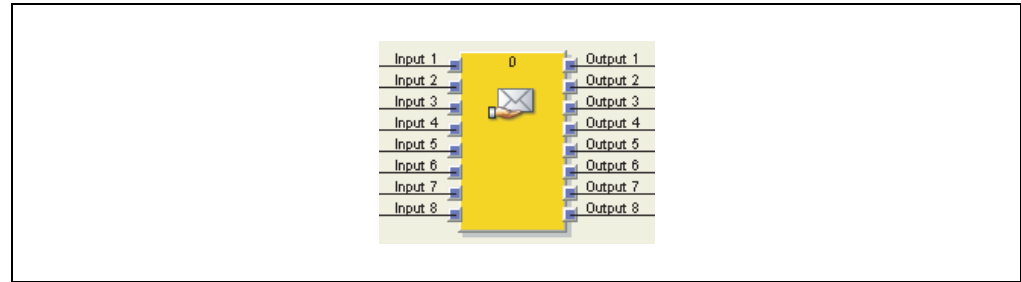 Input 1 0 Output 1
Input 2 Output 2
Input 3 Output 3
Input 4 Output 4
Input 5 Output 5
Input 6 Output 6
Input 7 Output 7
Input 8 Output 8